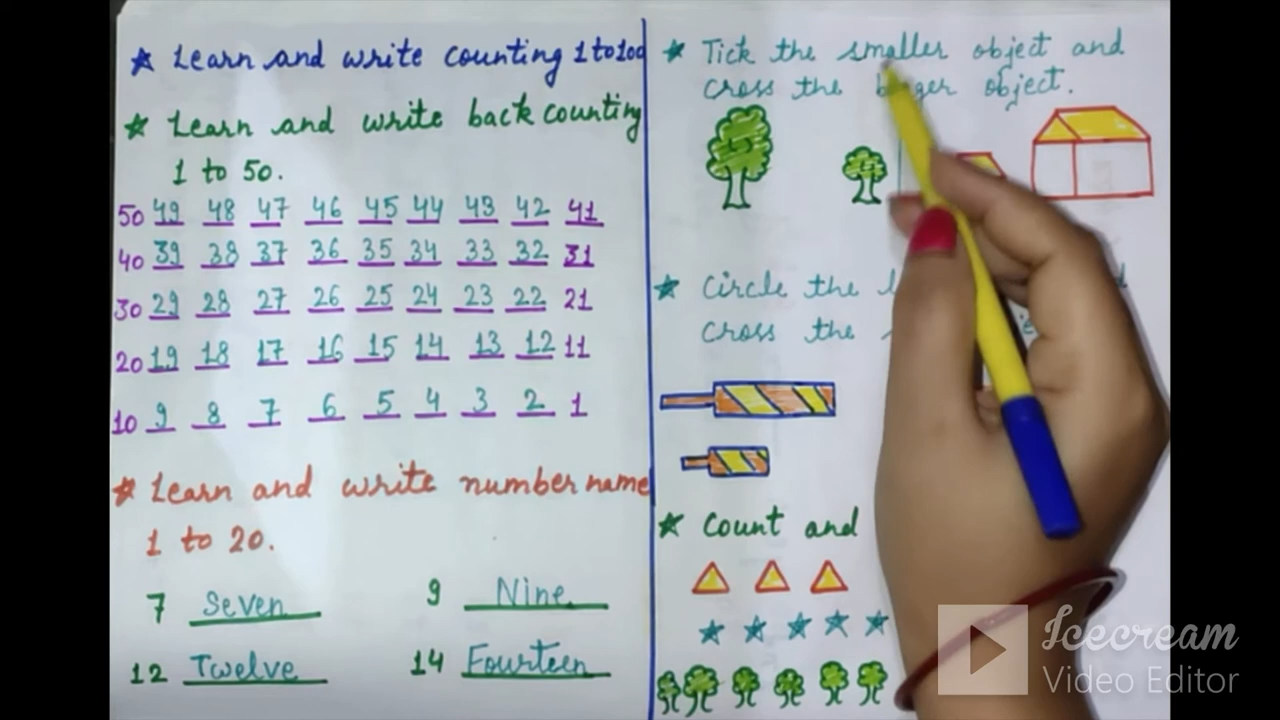 Learn and write counting 1 to 100
Learn and write back counting
1 to 50.
50 49 48 47 46 45 44 43 42 41
40 39 38 37 36 35 34 33 32 31
30 29 28 27 26 25 24 23 22 21
20 19 18 17 16 15 14 13 12 11
10 9 8 7 6 5 4 3 2 1
Learn and write number name
1 to 20.
7 Seven 9 Nine
12 Twelve 14 Fourteen
Tick the smaller object and
cross the object.
Circle the
cross the
Count and
Icecream
Video Editor